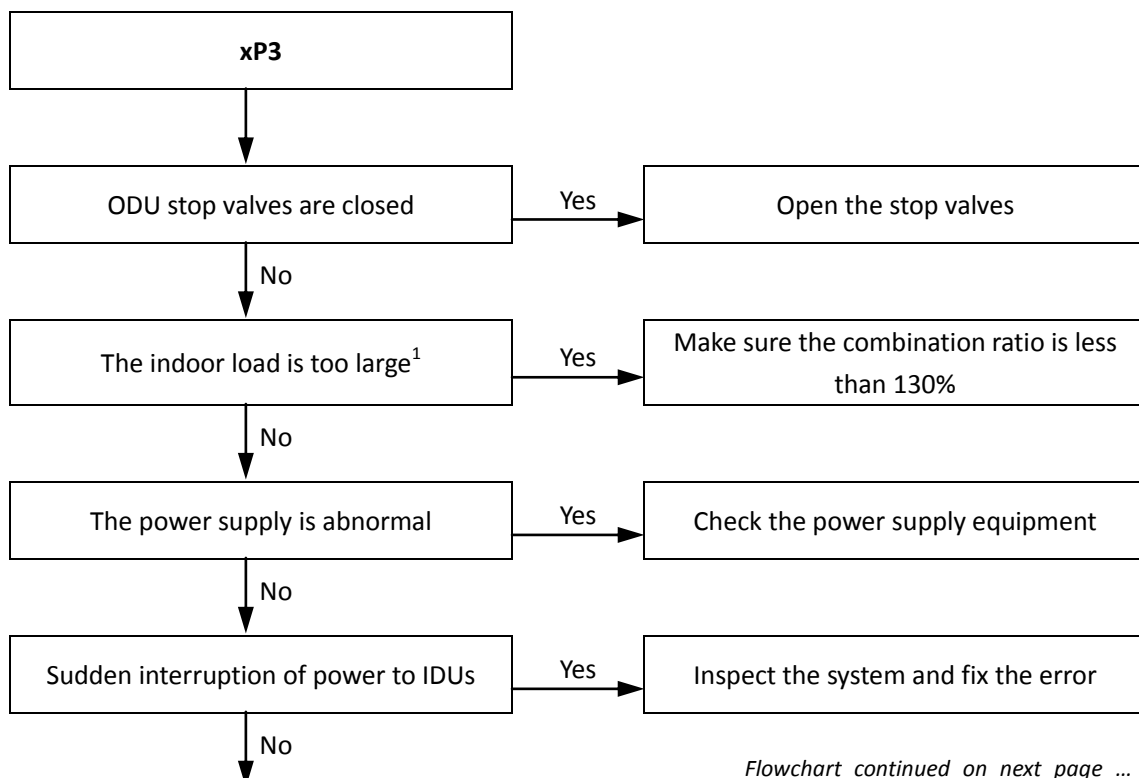 xP3
ODU stop valves are closed
Yes
Open the stop valves
No
The indoor load is too large¹
Yes
Make sure the combination ratio is less
than 130%
No
The power supply is abnormal
Yes
Check the power supply equipment
No
Sudden interruption of power to IDUs
Yes
Inspect the system and fix the error
No
Flowchart continued on next page …